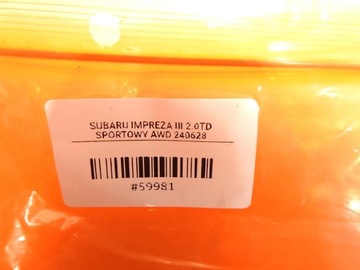 SUBARU IMPREZA III 2.0TD
SPORTOWY AWD 240628
#59981